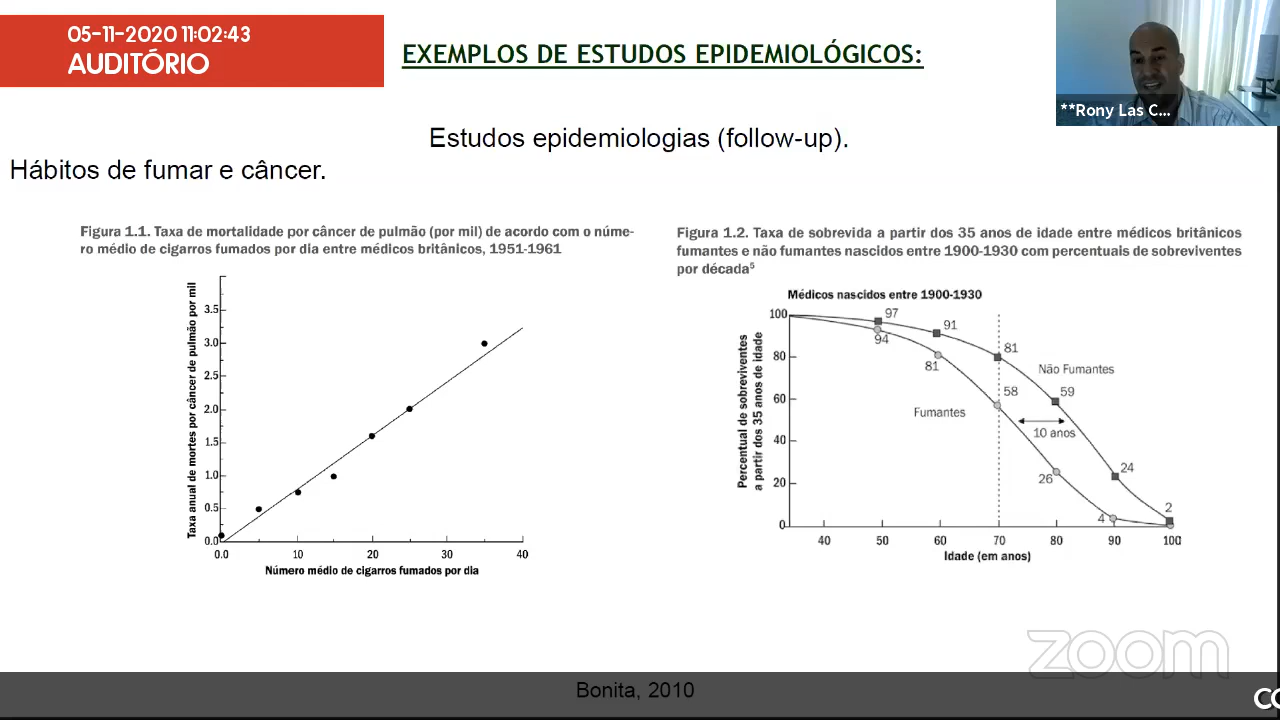 05-11-2020 11:02:43
AUDITÓRIO
EXEMPLOS DE ESTUDOS EPIDEMIOLÓGICOS:
**Rony Las C...
Estudos epidemiologias (follow-up).
Hábitos de fumar e câncer.
Figura 1.1. Taxa de mortalidade por câncer de pulmão (por mil) de acordo com o núme-
ro médio de cigarros fumados por dia entre médicos britânicos, 1951-1961
Taxa anual de mortes por câncer de pulmão por mil
3.5
3.0
2.5
2.0
1.5
1.0
0.5
0.0
0.0 10 20 30 40
Número médio de cigarros fumados por dia
Figura 1.2. Taxa de sobrevida a partir dos 35 anos de idade entre médicos britânicos
fumantes e não fumantes nascidos entre 1900-1930 com percentuais de sobreviventes
por década⁵
Médicos nascidos entre 1900-1930
Percentual de sobreviventes
a partir dos 35 anos de idade
100
80
60
40
20
0
97
94
91
81
81
58
Não Fumantes
59
Fumantes
10 anos
26
24
4
2
40 50 60 70 80 90 100
Idade (em anos)
zoom
Bonita, 2010